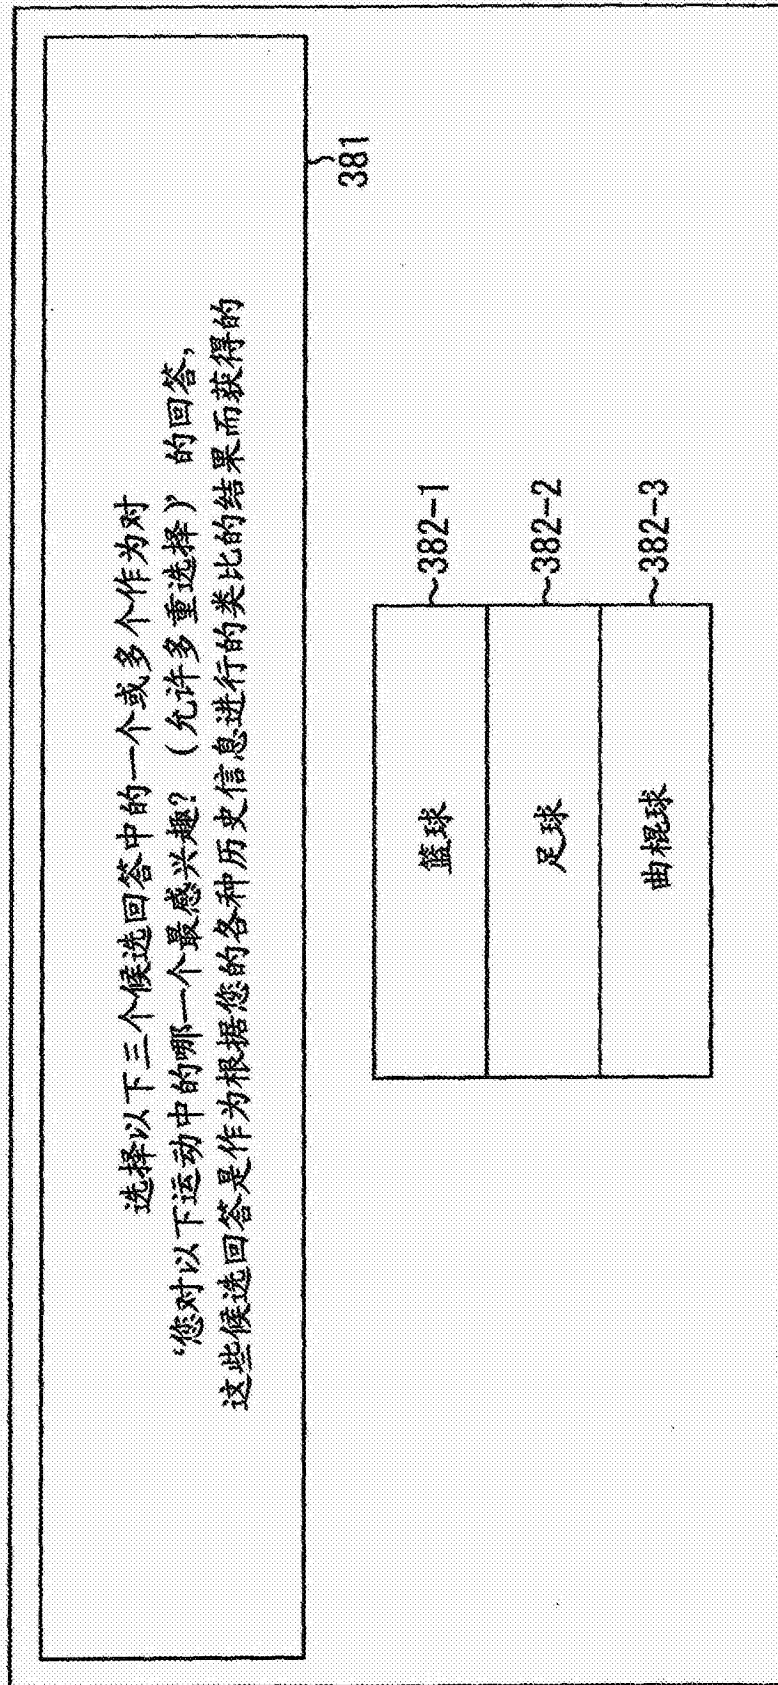 选择以下三个候选回答中的一个或多个作为对
‘您对以下运动中的哪一个最感兴趣？（允许多重选择）’的回答，
这些候选回答是作为根据您的各种历史信息进行的类比的结果而获得的
381
篮球
~382-1
足球
~382-2
曲棍球
~382-3